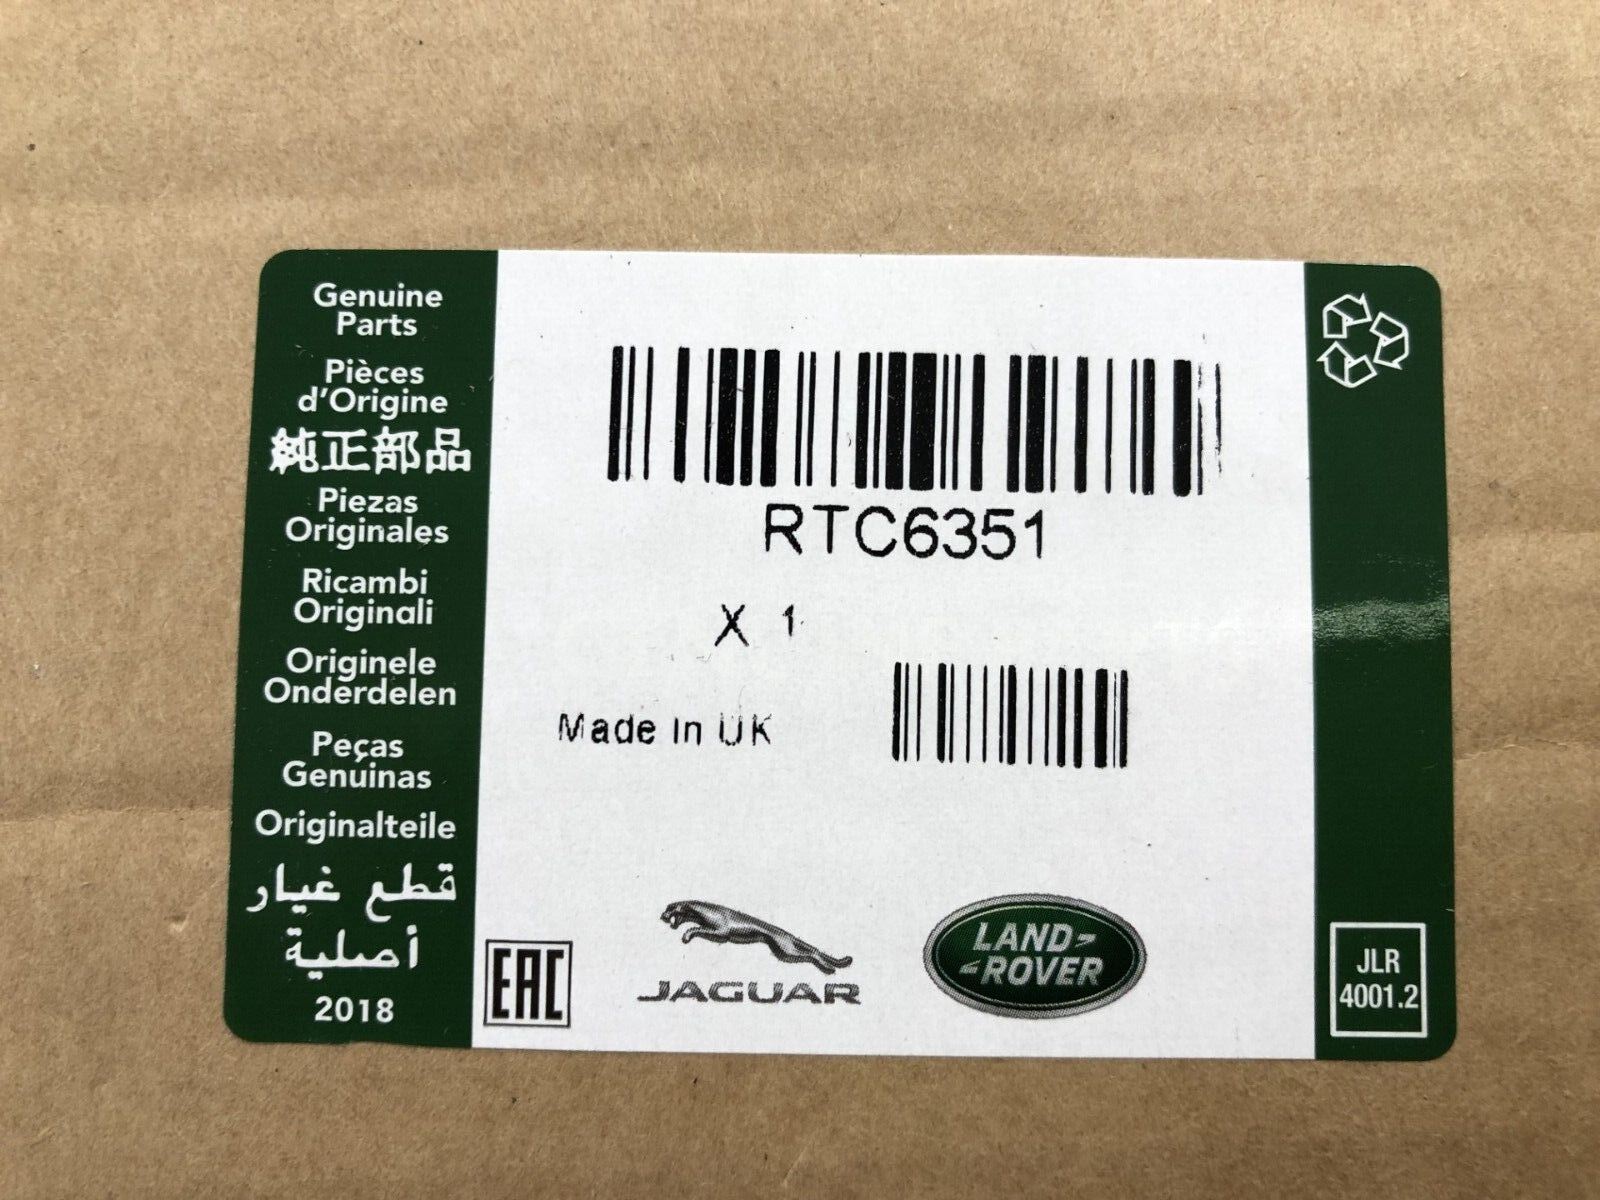 Genuine
Parts
Pièces
d'Origine
純正部品
Piezas
Originales
Ricambi
Originali
Originele
Onderdelen
Peças
Genuinas
Originalteile
قطع غيار
أصلية
2018
RTC6351
X 1
Made In UK
EAC
JAGUAR
LAND-
-ROVER
JLR
4001.2